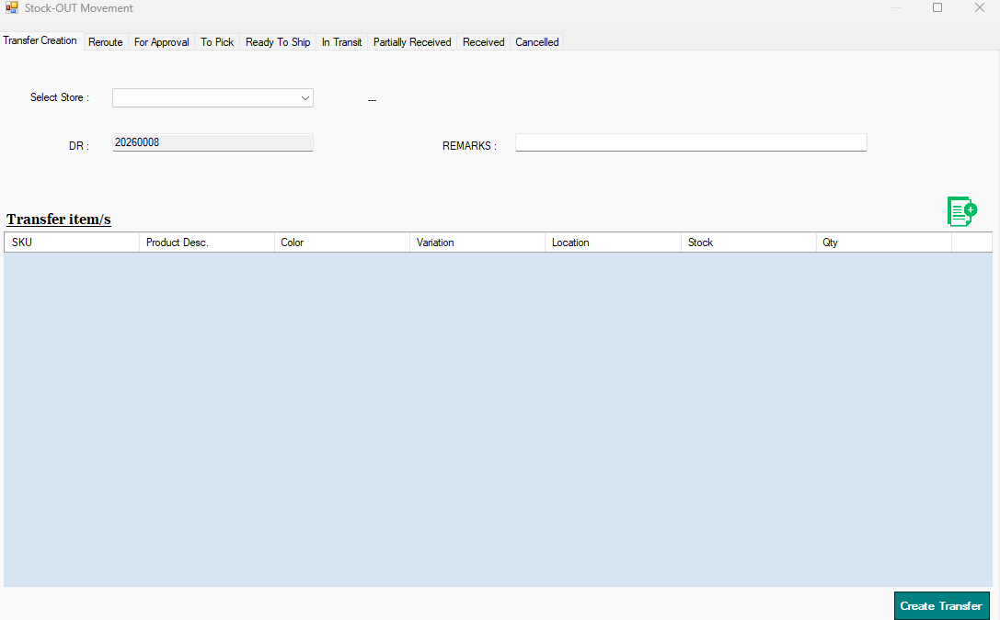 Stock-OUT Movement
Transfer Creation Reroute For Approval To Pick Ready To Ship In Transit Partially Received Received Cancelled
Select Store : ---
DR : 20260008 REMARKS :
Transfer item/s
SKU Product Desc. Color Variation Location Stock Qty
Create Transfer